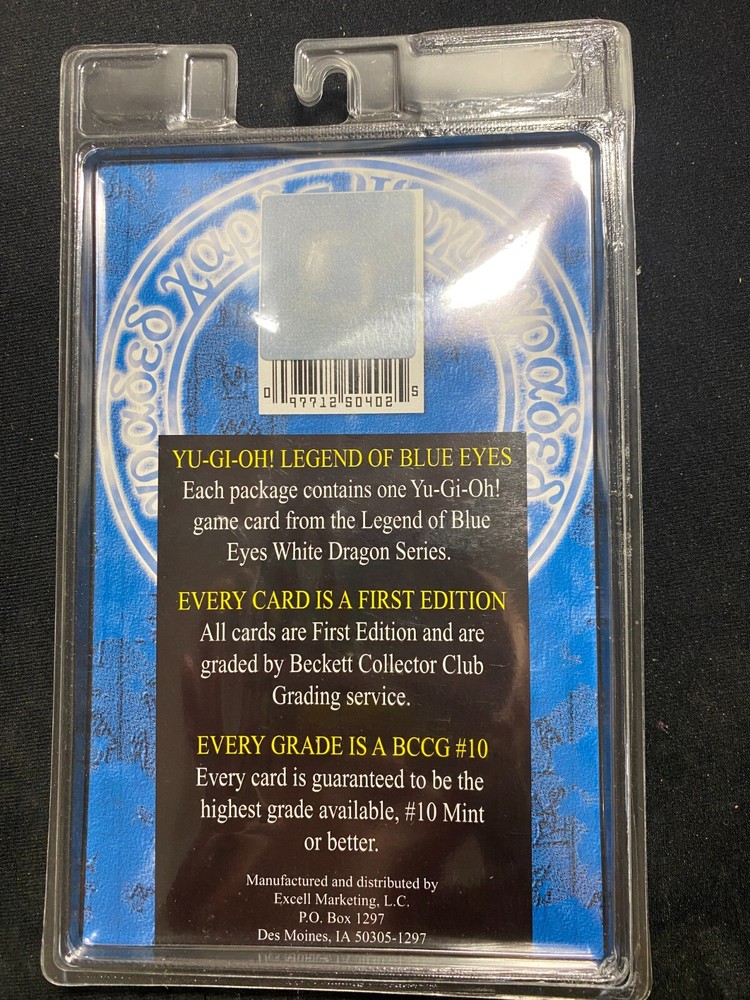 0 97712 50402 5
YU-GI-OH! LEGEND OF BLUE EYES
Each package contains one Yu-Gi-Oh!
game card from the Legend of Blue
Eyes White Dragon Series.
EVERY CARD IS A FIRST EDITION
All cards are First Edition and are
graded by Beckett Collector Club
Grading service.
EVERY GRADE IS A BCCG #10
Every card is guaranteed to be the
highest grade available, #10 Mint
or better.
Manufactured and distributed by
Excell Marketing, L.C.
P.O. Box 1297
Des Moines, IA 50305-1297